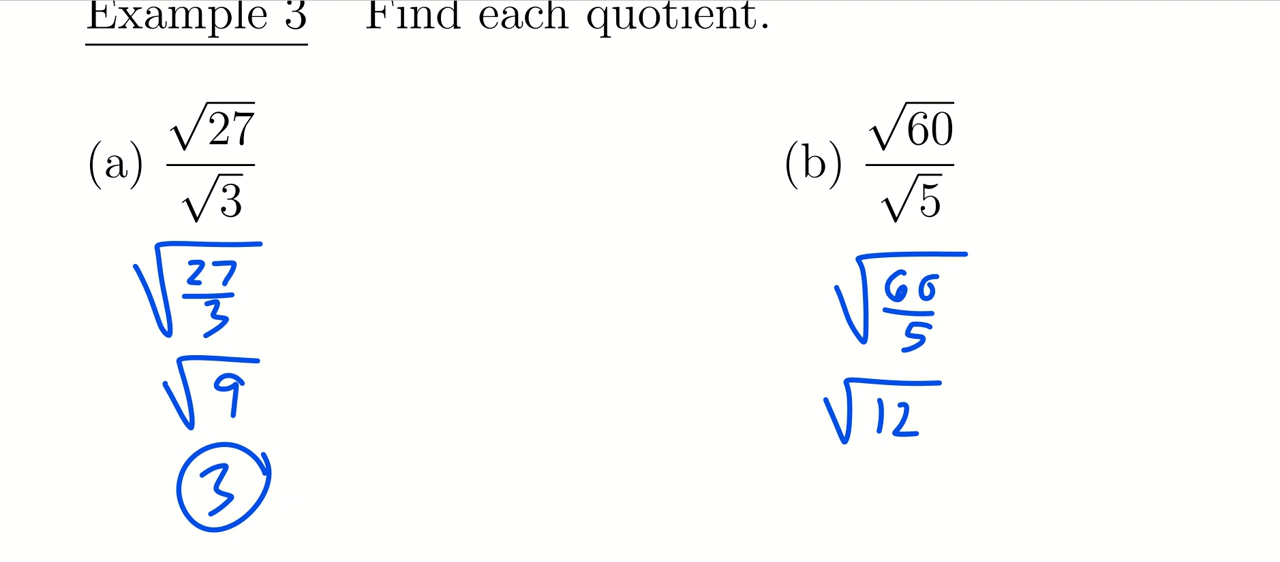 Example 3 Find each quotient.
(a) √27 / √3
(b) √60 / √5
√(27/3)
√9
3
√(60/5)
√12